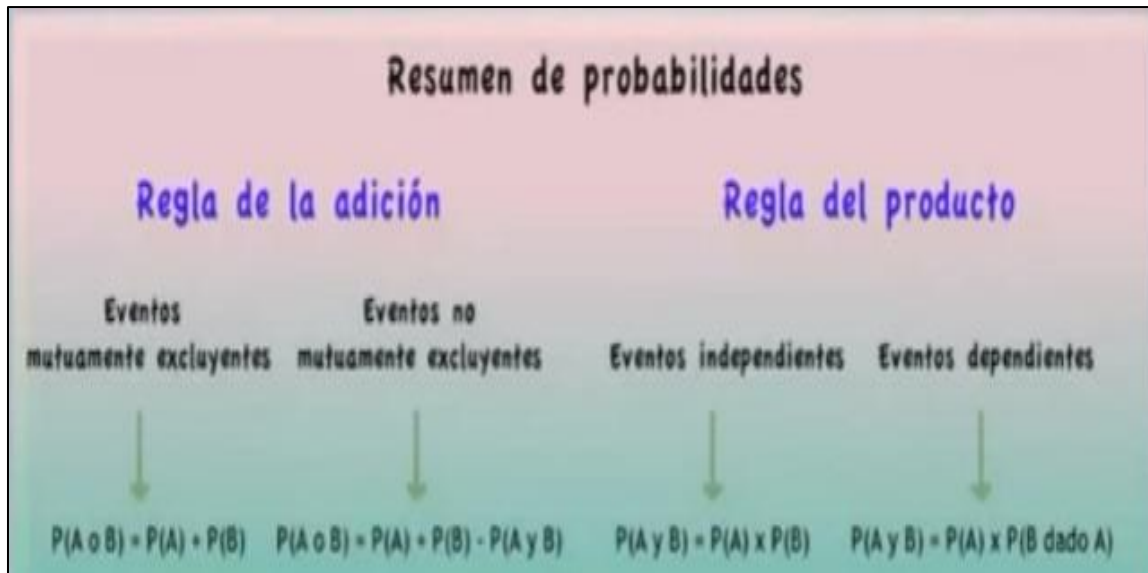 Resumen de probabilidades
Regla de la adición
Regla del producto
Eventos
mutuamente excluyentes
Eventos no
mutuamente excluyentes
Eventos independientes
Eventos dependientes
P(A o B) = P(A) + P(B)
P(A o B) = P(A) + P(B) - P(A y B)
P(A y B) = P(A) x P(B)
P(A y B) = P(A) x P(B dado A)